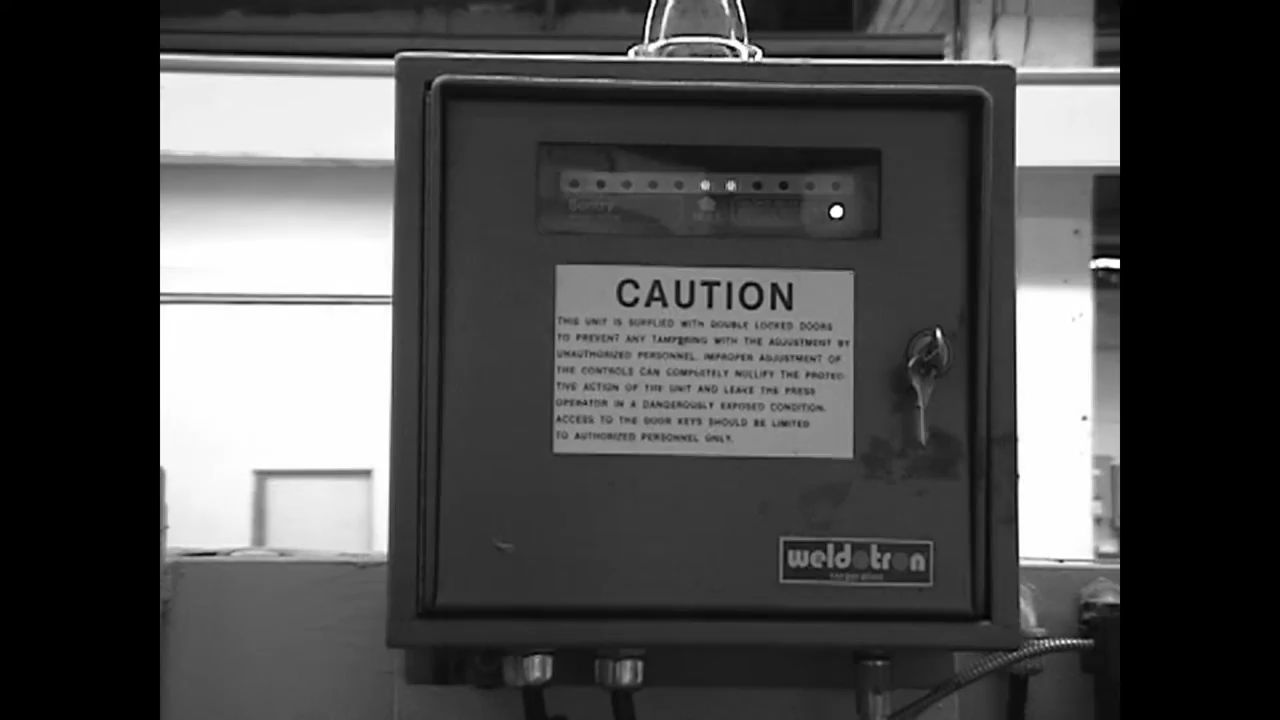 Sentry
CAUTION
THIS UNIT IS SUPPLIED WITH DOUBLE LOCKED DOORS
TO PREVENT ANY TAMPERING WITH THE ADJUSTMENT BY
UNAUTHORIZED PERSONNEL. IMPROPER ADJUSTMENT OF
THE CONTROLS CAN COMPLETELY NULLIFY THE PROTEC-
TIVE ACTION OF THE UNIT AND LEAVE THE PRESS
OPERATOR IN A DANGEROUSLY EXPOSED CONDITION.
ACCESS TO THE DOOR KEYS SHOULD BE LIMITED
TO AUTHORIZED PERSONNEL ONLY.
weldotron
corporation